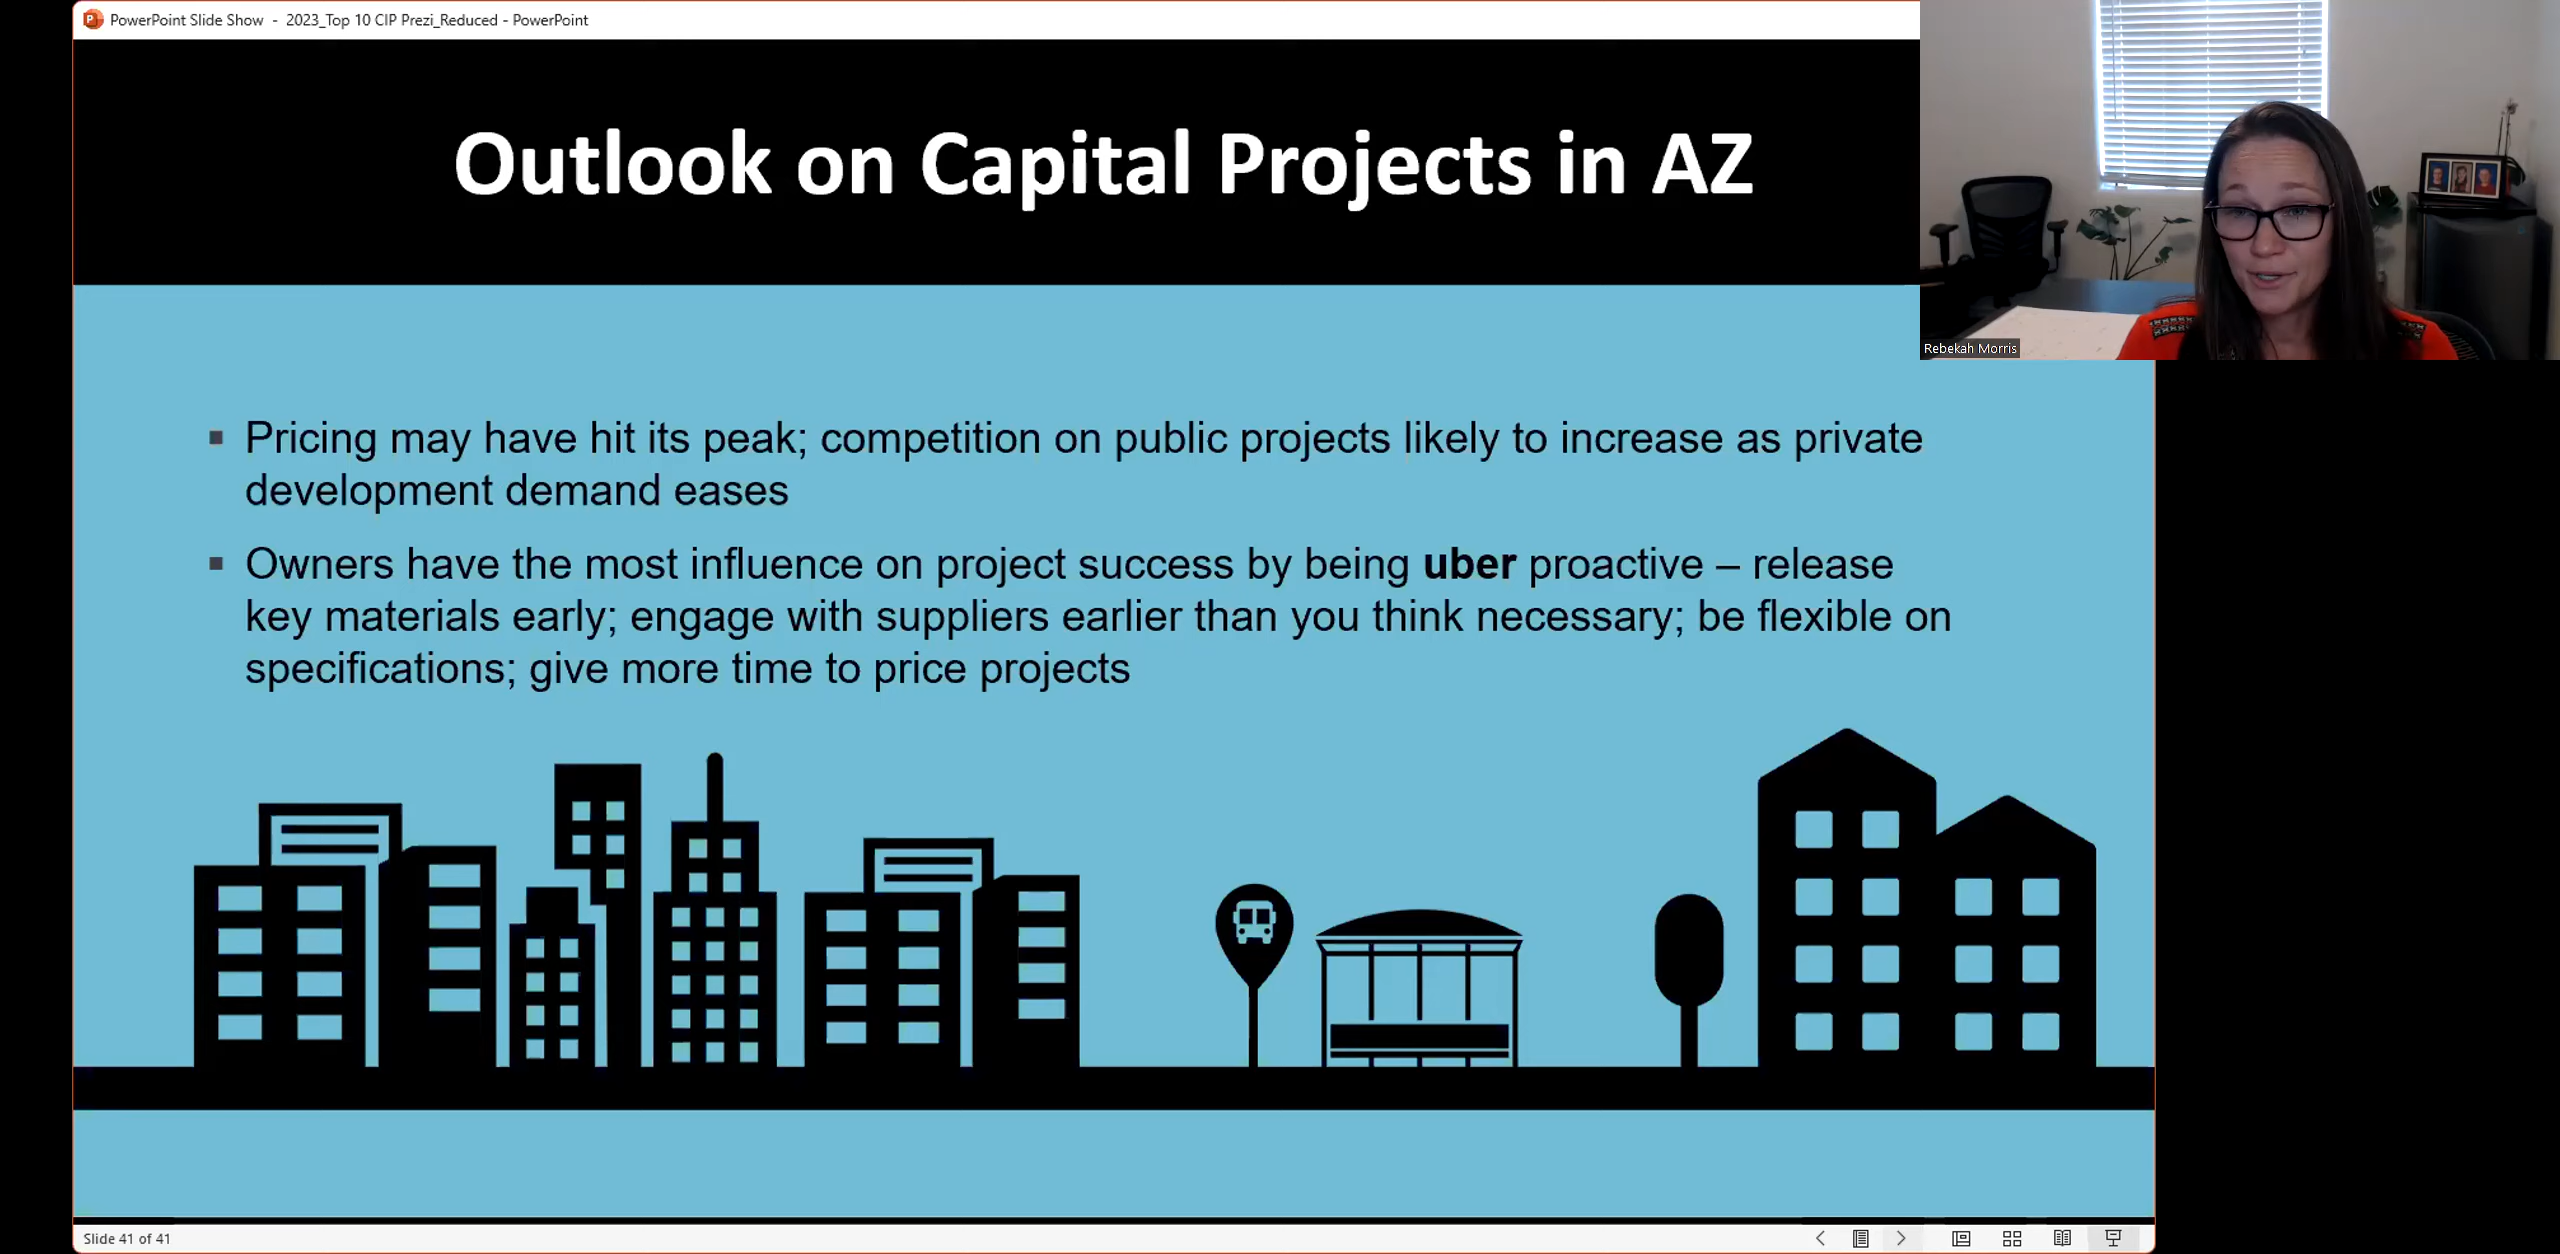 PowerPoint Slide Show - 2023_Top 10 CIP Prezi_Reduced - PowerPoint
Outlook on Capital Projects in AZ
Rebekah Morris
▪ Pricing may have hit its peak; competition on public projects likely to increase as private
development demand eases
▪ Owners have the most influence on project success by being uber proactive – release
key materials early; engage with suppliers earlier than you think necessary; be flexible on
specifications; give more time to price projects
Slide 41 of 41